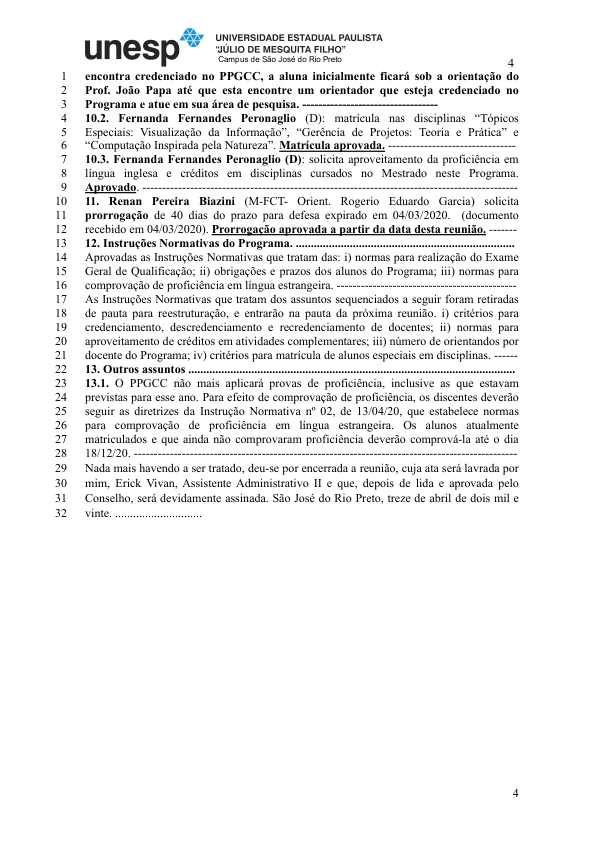 unesp UNIVERSIDADE ESTADUAL PAULISTA
"JÚLIO DE MESQUITA FILHO"
Campus de São José do Rio Preto
4
1 encontra credenciado no PPGCC, a aluna inicialmente ficará sob a orientação do
2 Prof. João Papa até que esta encontre um orientador que esteja credenciado no
3 Programa e atue em sua área de pesquisa. -----------------------------------
4 10.2. Fernanda Fernandes Peronaglio (D): matrícula nas disciplinas “Tópicos
5 Especiais: Visualização da Informação”, “Gerência de Projetos: Teoria e Prática” e
6 “Computação Inspirada pela Natureza”. Matrícula aprovada. ---------------------------------
7 10.3. Fernanda Fernandes Peronaglio (D): solicita aproveitamento da proficiência em
8 língua inglesa e créditos em disciplinas cursados no Mestrado neste Programa.
9 Aprovado. ----------------------------------------------------------------------------------------------
10 11. Renan Pereira Biazini (M-FCT- Orient. Rogerio Eduardo Garcia) solicita
11 prorrogação de 40 dias do prazo para defesa expirado em 04/03/2020. (documento
12 recebido em 04/03/2020). Prorrogação aprovada a partir da data desta reunião. -------
13 12. Instruções Normativas do Programa. .........................................................................
14 Aprovadas as Instruções Normativas que tratam das: i) normas para realização do Exame
15 Geral de Qualificação; ii) obrigações e prazos dos alunos do Programa; iii) normas para
16 comprovação de proficiência em língua estrangeira. ---------------------------------------------
17 As Instruções Normativas que tratam dos assuntos sequenciados a seguir foram retiradas
18 de pauta para reestruturação, e entrarão na pauta da próxima reunião. i) critérios para
19 credenciamento, descredenciamento e recredenciamento de docentes; ii) normas para
20 aprovação de créditos em atividades complementares; iii) número de orientandos por
21 docente do Programa; iv) critérios para matrícula de alunos especiais em disciplinas. ------
22 13. Outros assuntos .............................................................................................................
23 13.1. O PPGCC não mais aplicará provas de proficiência, inclusive as que estavam
24 previstas para esse ano. Para efeito de comprovação de proficiência, os discentes deverão
25 seguir as diretrizes da Instrução Normativa nº 02, de 13/04/20, que estabelece normas
26 para comprovação de proficiência em língua estrangeira. Os alunos atualmente
27 matriculados e que ainda não comprovaram proficiência deverão comprová-la até o dia
28 18/12/20. ------------------------------------------------------------------------------------------------
29 Nada mais havendo a ser tratado, deu-se por encerrada a reunião, cuja ata será lavrada por
30 mim, Erick Vivan, Assistente Administrativo II e que, depois de lida e aprovada pelo
31 Conselho, será devidamente assinada. São José do Rio Preto, treze de abril de dois mil e
32 vinte. .............................
4